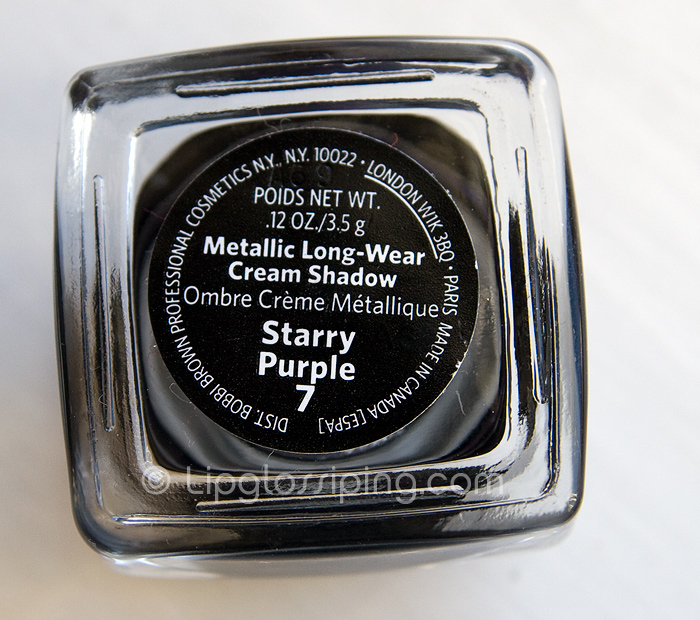 DIST. BOBBI BROWN PROFESSIONAL COSMETICS N.Y., N.Y. 10022 · LONDON W1K 3BQ · PARIS MADE IN CANADA [ESPA]
POIDS NET WT.
.12 OZ./3.5 g
Metallic Long-Wear
Cream Shadow
Ombre Crème Métallique
Starry
Purple
7
© Lipglossiping.com